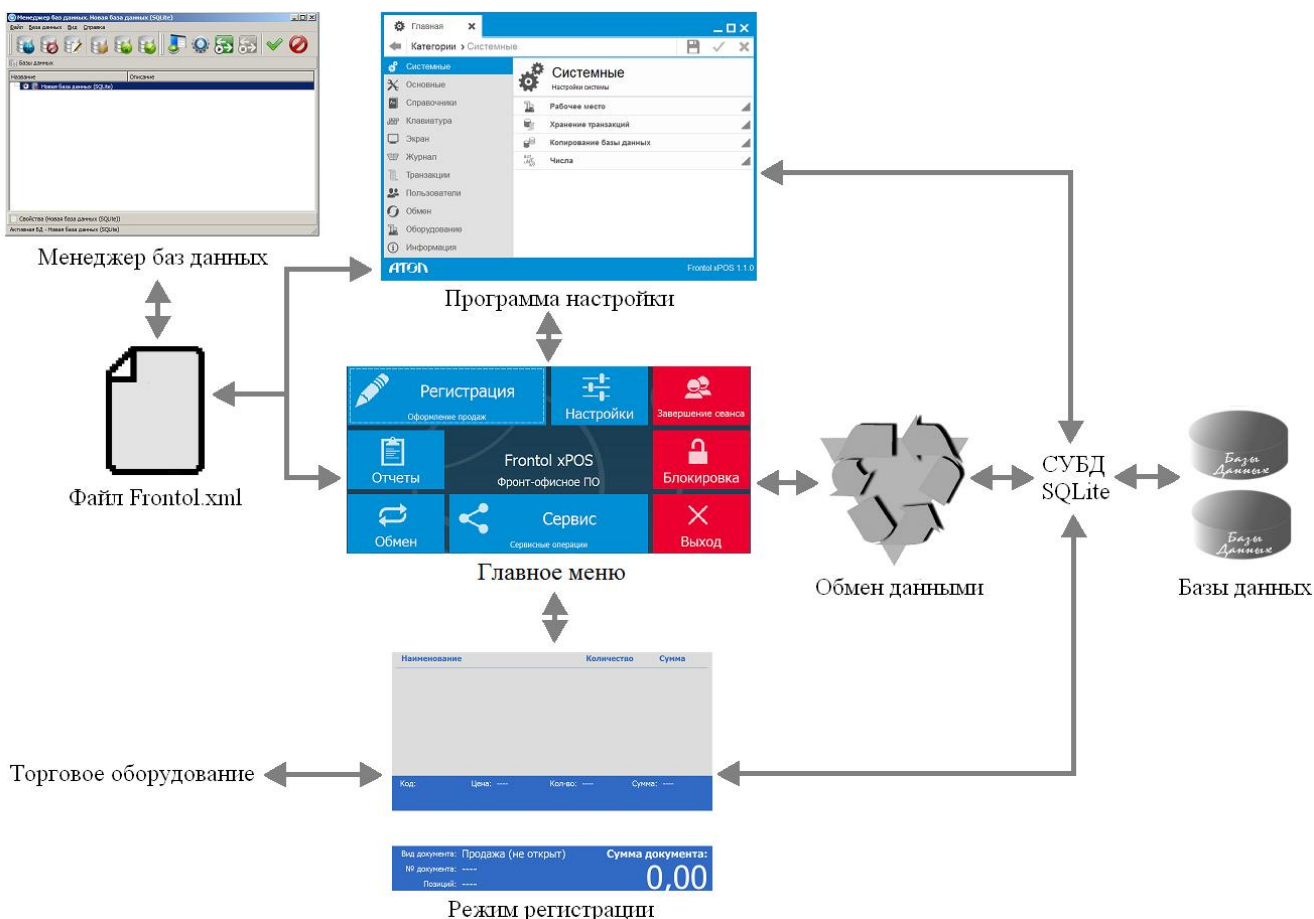 Менеджер баз данных. Новая база данных (SQLite)
Файл База данных Вид Справка
Базы данных
Название Описание
Новая база данных (SQLite)
Свойства (Новая база данных (SQLite))
Активная БД - Новая база данных (SQLite)
Менеджер баз данных
Главная
Категории > Системные
Системные
Основные
Справочники
Клавиатура
Экран
Журнал
Транзакции
Пользователи
Обмен
Оборудование
Информация
Системные
Настройки системы
Рабочее место
Хранение транзакций
Копирование базы данных
Числа
ATOL Frontol xPOS 1.1.0
Программа настройки
Файл Frontol.xml
Регистрация
Оформление продаж
Настройки
Завершение сеанса
Отчеты
Frontol xPOS
Фронт-офисное ПО
Блокировка
Обмен
Сервис
Сервисные операции
Выход
Главное меню
Обмен данными
СУБД
SQLite
Базы
Данных
Базы
Данных
Базы данных
Торговое оборудование
Наименование Количество Сумма
Код: Цена: ---- Кол-во: ---- Сумма: ----
Вид документа: Продажа (не открыт) Сумма документа:
№ документа: ----
Позиций: ---- 0,00
Режим регистрации